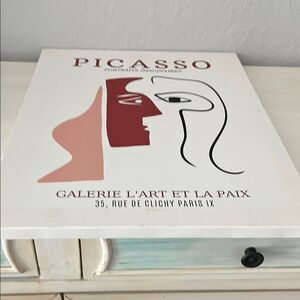 PICASSO
PORTRAITS IMAGINAIRES
GALERIE L'ART ET LA PAIX
35, RUE DE CLICHY PARIS IX